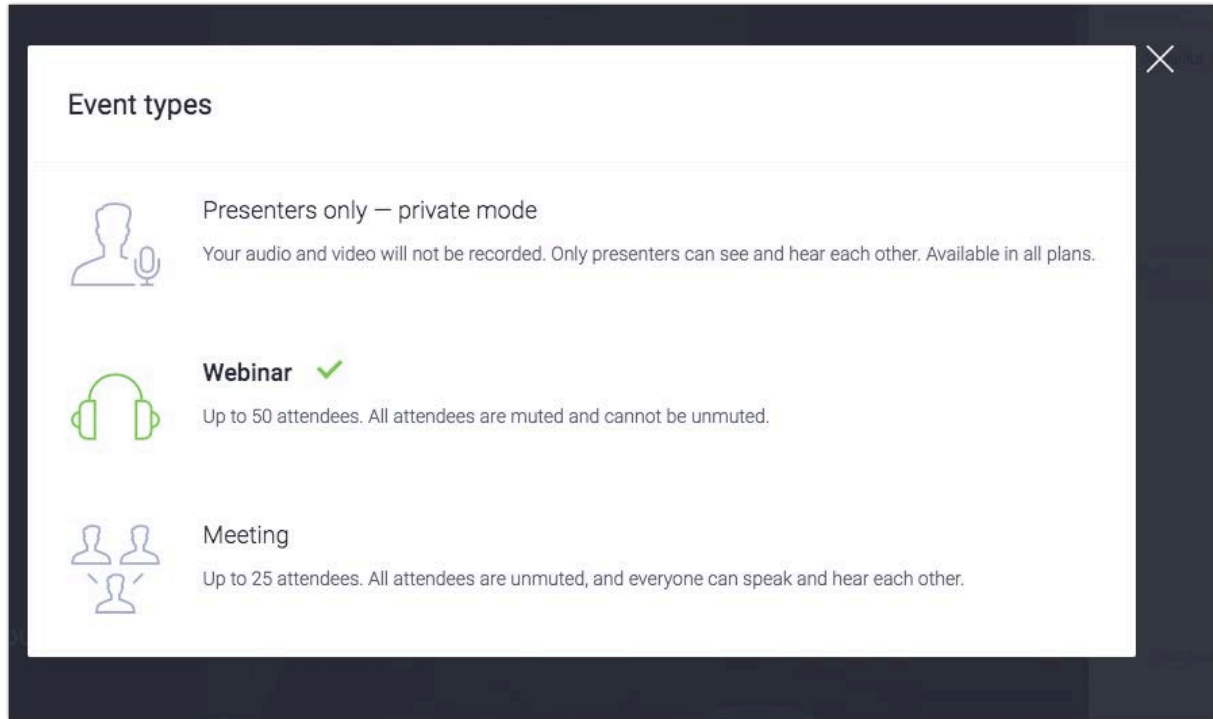 Event types
Presenters only — private mode
Your audio and video will not be recorded. Only presenters can see and hear each other. Available in all plans.
Webinar
Up to 50 attendees. All attendees are muted and cannot be unmuted.
Meeting
Up to 25 attendees. All attendees are unmuted, and everyone can speak and hear each other.